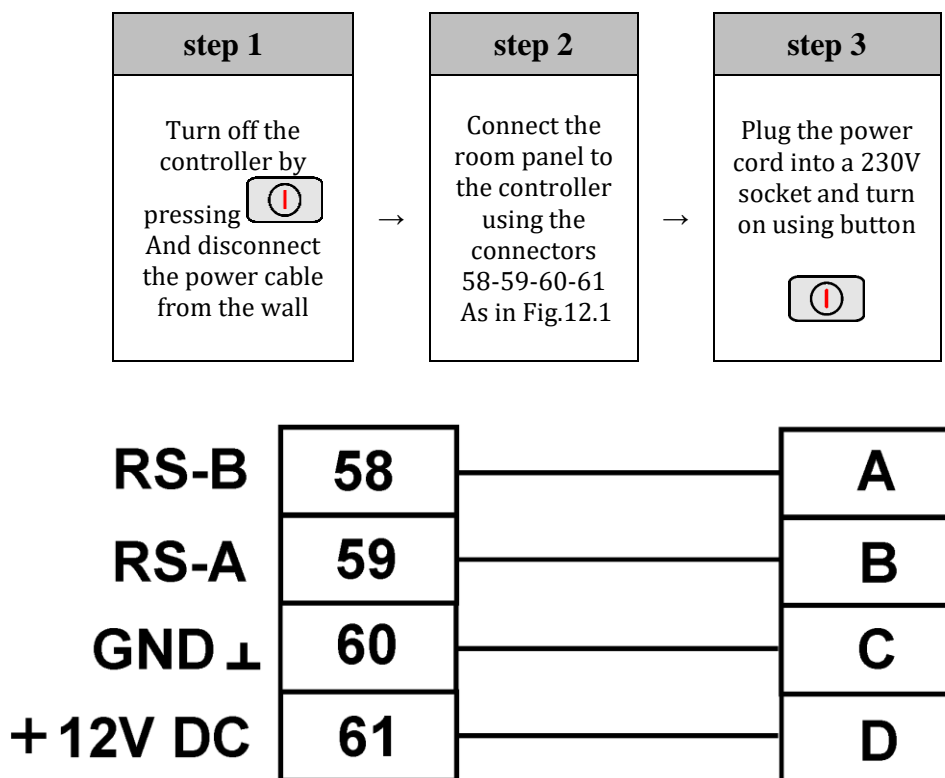 step 1
Turn off the
controller by
pressing
And disconnect
the power cable
from the wall
→
step 2
Connect the
room panel to
the controller
using the
connectors
58-59-60-61
As in Fig.12.1
→
step 3
Plug the power
cord into a 230V
socket and turn
on using button
RS-B 58 A
RS-A 59 B
GND ⊥ 60 C
+12V DC 61 D